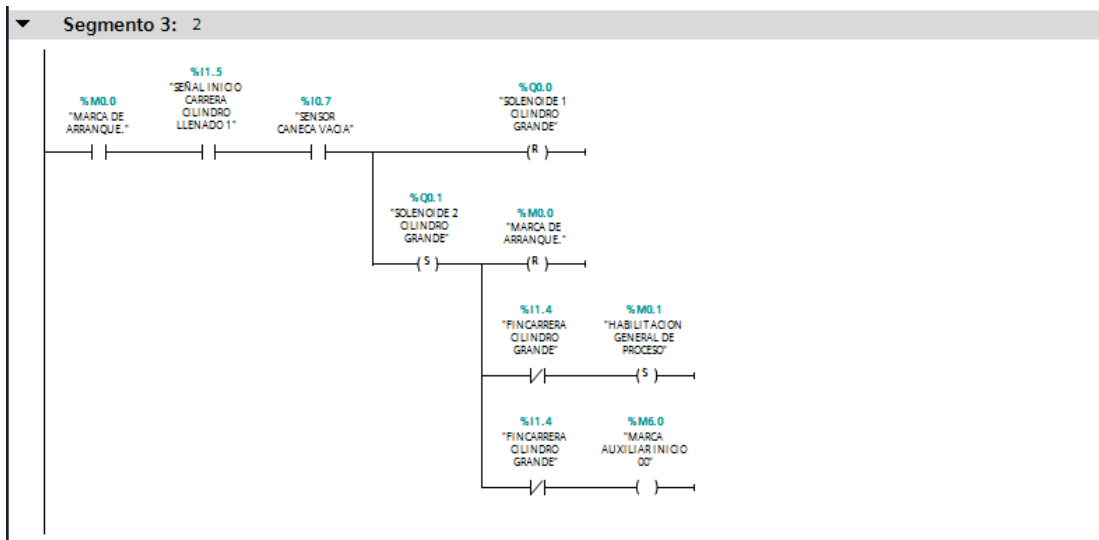 Segmento 3: 2
%M0.0
"MARCA DE
ARRANQUE."
%I1.5
"SEÑAL INICIO
CARRERA
CILINDRO
LLENADO 1"
%I0.7
"SENSOR
CANECA VACIA"
%Q0.0
"SOLENOIDE 1
CILINDRO
GRANDE"
R
%Q0.1
"SOLENOIDE 2
CILINDRO
GRANDE"
S
%M0.0
"MARCA DE
ARRANQUE."
R
%I1.4
"FINCARRERA
CILINDRO
GRANDE"
%M0.1
"HABILITACION
GENERAL DE
PROCESO"
S
%I1.4
"FINCARRERA
CILINDRO
GRANDE"
%M6.0
"MARCA
AUXILIAR INICIO
00"